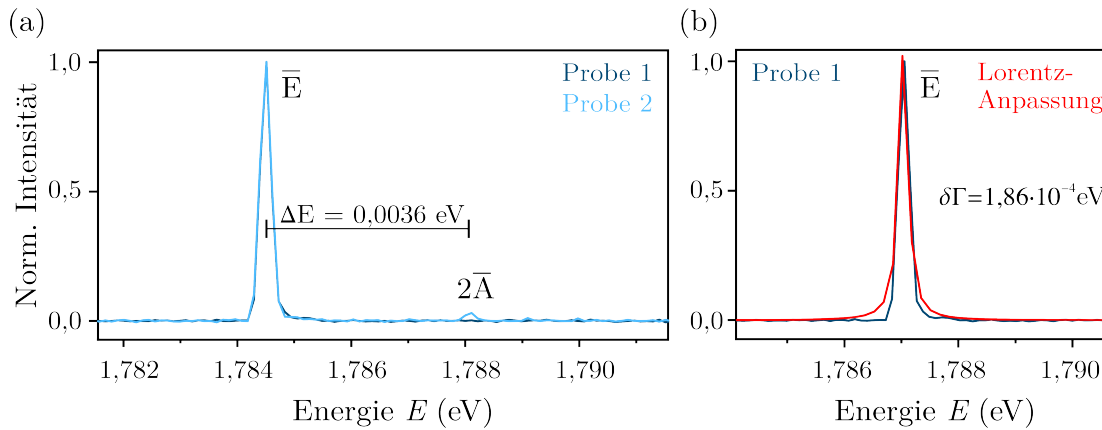 (a)
1,0
0,5
0,0
Norm. Intensität
E̅
Probe 1
Probe 2
ΔE = 0,0036 eV
2A̅
1,782
1,784
1,786
1,788
1,790
Energie E (eV)
(b)
1,0
0,5
0,0
Probe 1
E̅
Lorentz-
Anpassung
δΓ=1,86·10⁻⁴eV
1,786
1,788
1,790
Energie E (eV)